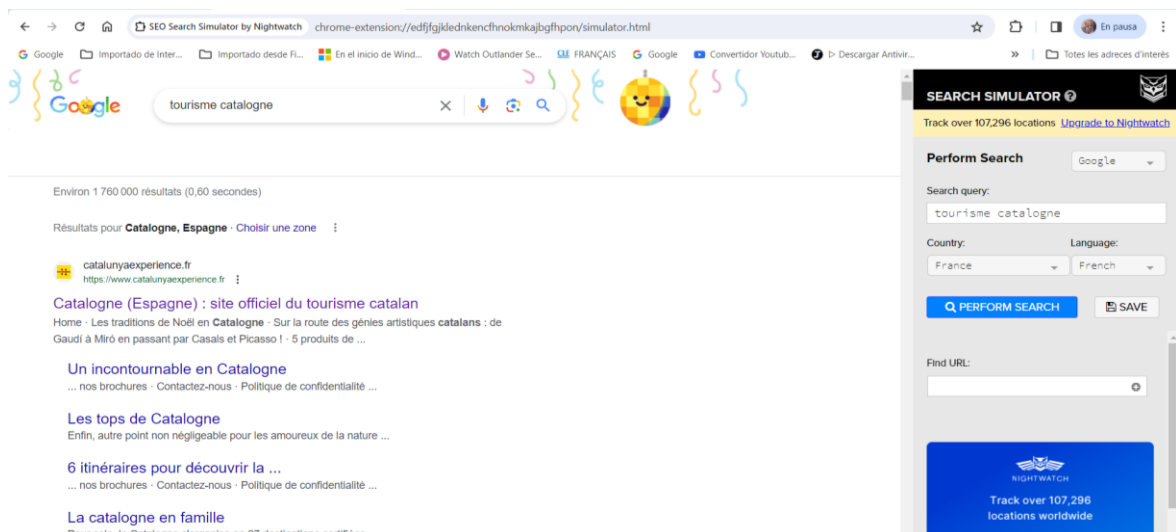 SEO Search Simulator by Nightwatch
chrome-extension://edfjfgjklednkencfhnokmkajbgfhpon/simulator.html
En pausa
Google
Importado de Inter...
Importado desde Fi...
En el inicio de Wind...
Watch Outlander Se...
FRANÇAIS
Google
Convertidor Youtub...
▷ Descargar Antivir...
»
Totes les adreces d'interès
Google
tourisme catalogne
Environ 1 760 000 résultats (0,60 secondes)
Résultats pour Catalogne, Espagne · Choisir une zone
catalunyaexperience.fr
https://www.catalunyaexperience.fr
Catalogne (Espagne) : site officiel du tourisme catalan
Home · Les traditions de Noël en Catalogne · Sur la route des génies artistiques catalans : de
Gaudí à Miró en passant par Casals et Picasso ! · 5 produits de ...
Un incontournable en Catalogne
... nos brochures · Contactez-nous · Politique de confidentialité ...
Les tops de Catalogne
Enfin, autre point non négligeable pour les amoureux de la nature ...
6 itinéraires pour découvrir la ...
... nos brochures · Contactez-nous · Politique de confidentialité ...
La catalogne en famille
SEARCH SIMULATOR
Track over 107,296 locations Upgrade to Nightwatch
Perform Search
Google
Search query:
tourisme catalogne
Country:
Language:
France
French
PERFORM SEARCH
SAVE
Find URL:
NIGHTWATCH
Track over 107,296
locations worldwide